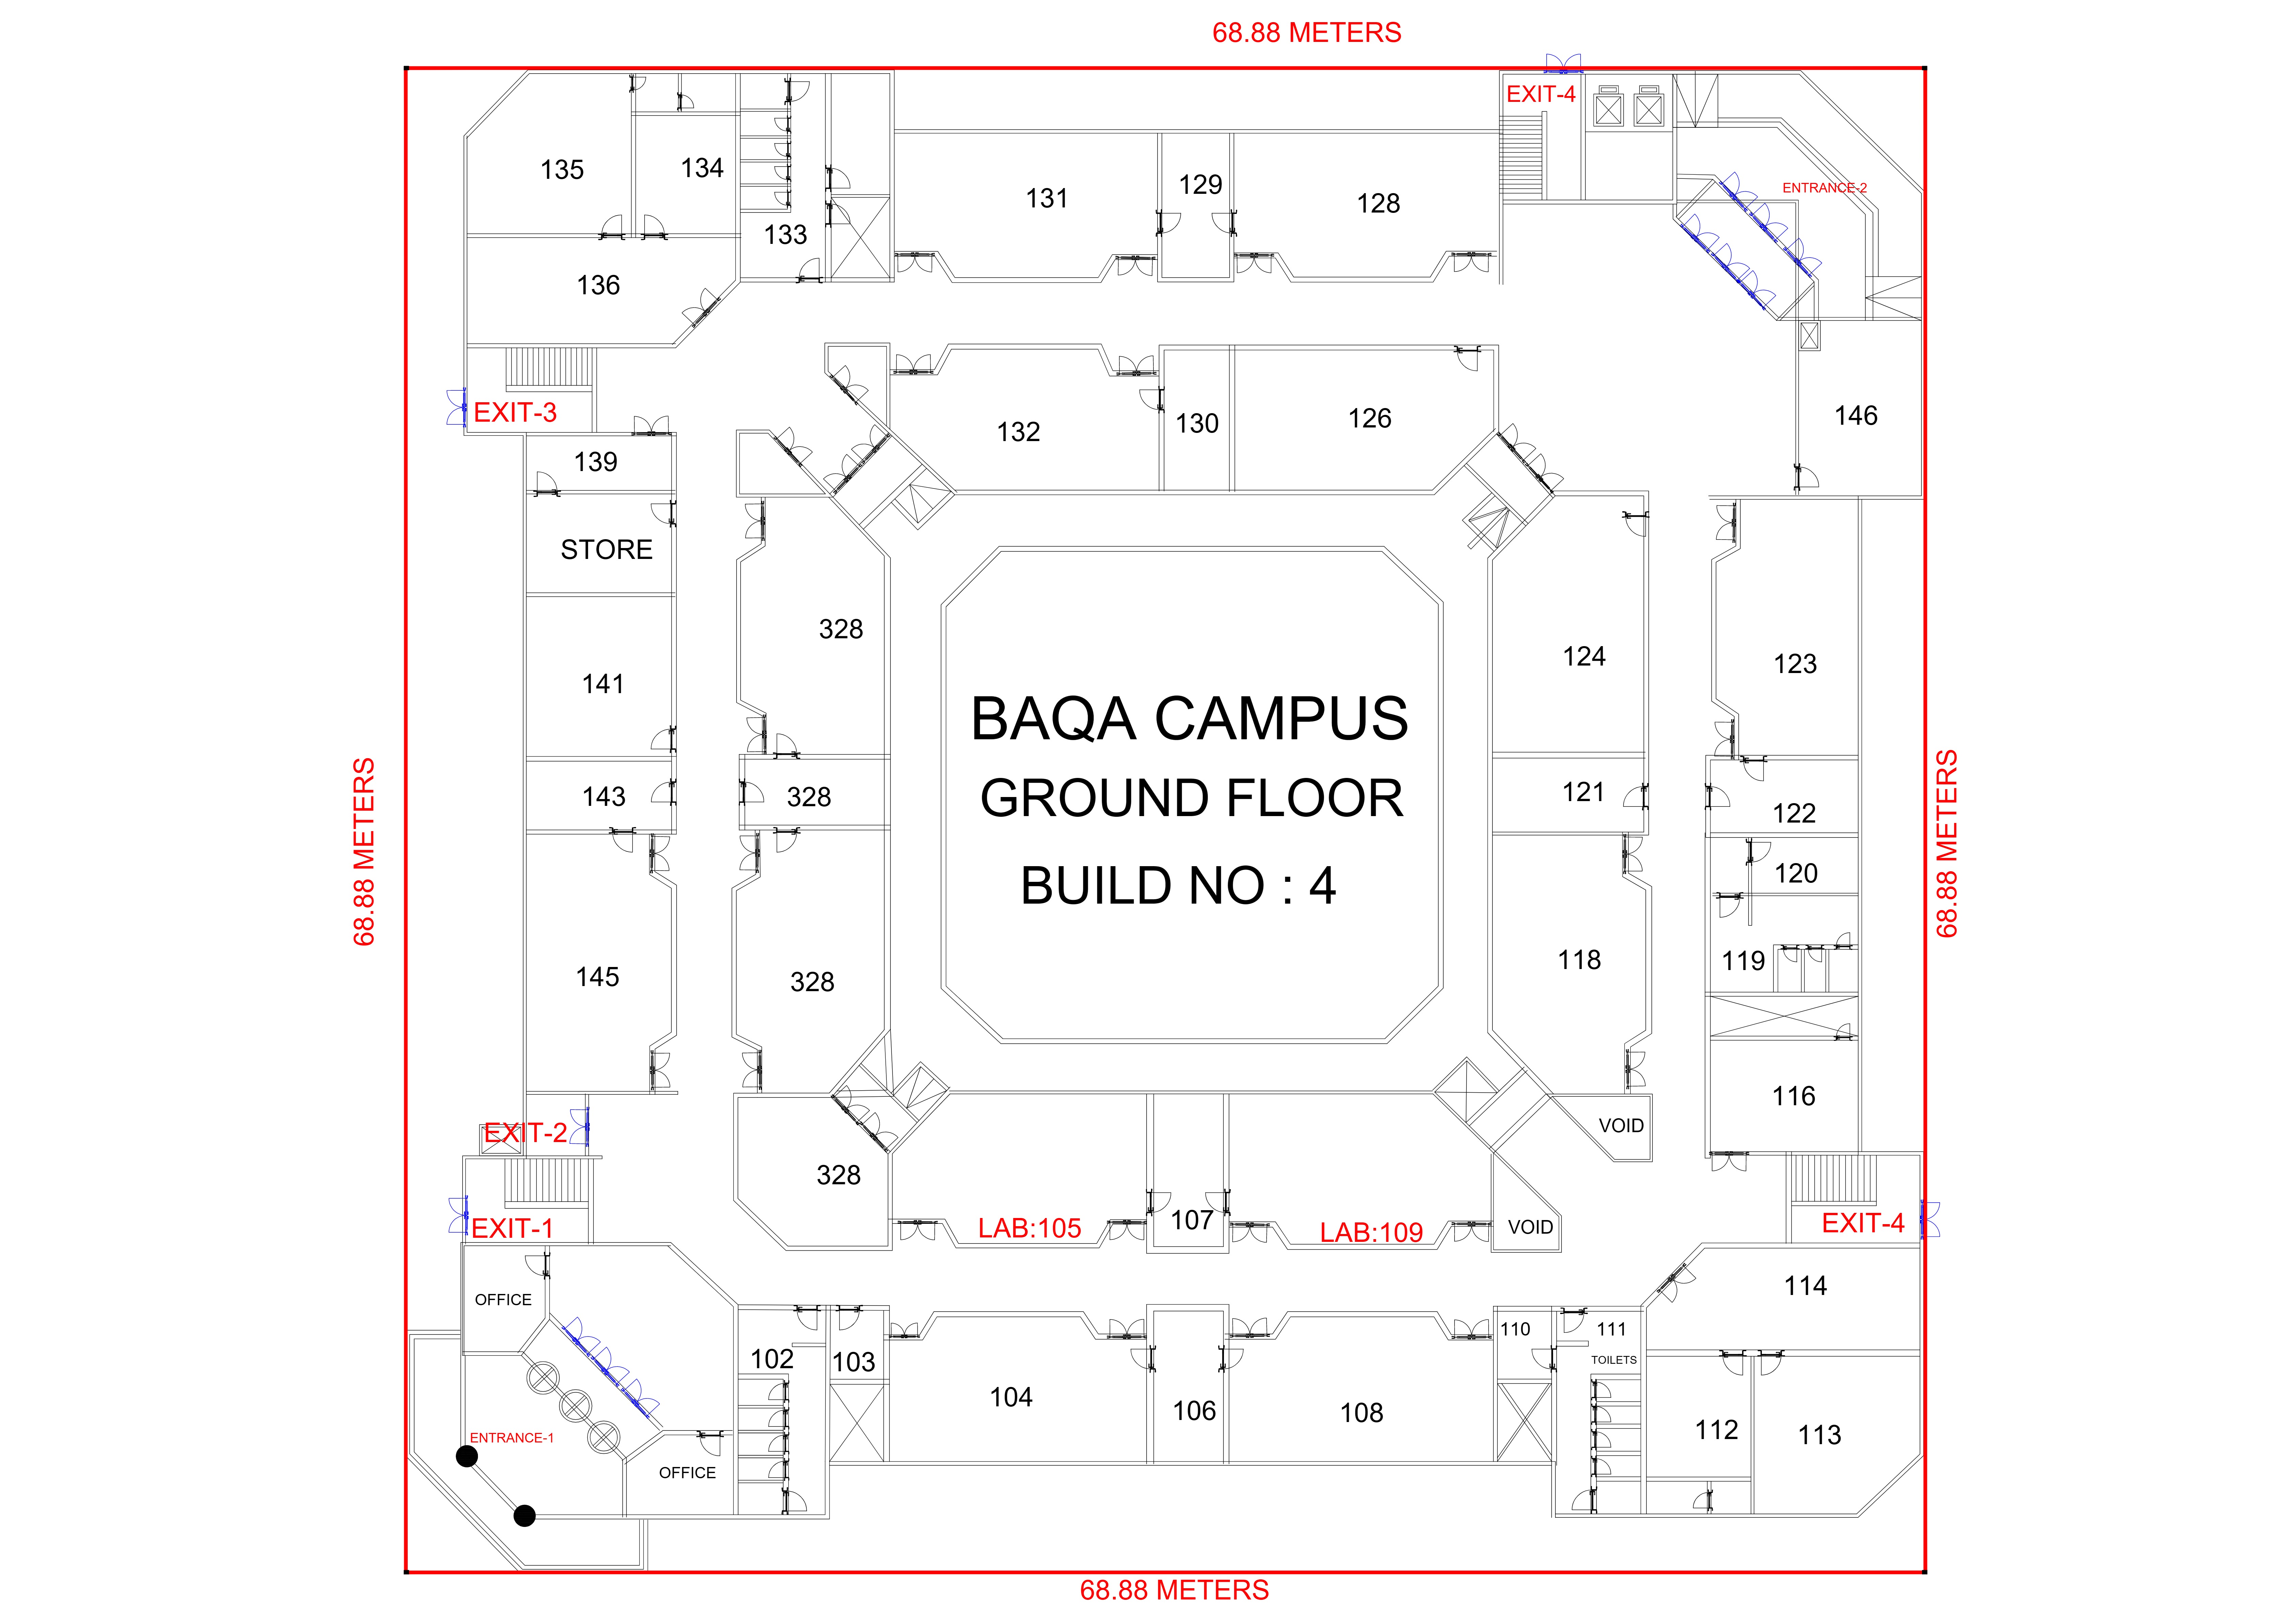 68.88 METERS
EXIT-4
135
134
131
129
128
ENTRANCE-2
133
136
EXIT-3
132
130
126
146
139
STORE
328
124
123
141
BAQA CAMPUS
GROUND FLOOR
BUILD NO : 4
143
328
121
122
120
145
328
118
119
116
EXIT-2
VOID
328
EXIT-1
LAB:105
107
LAB:109
VOID
EXIT-4
OFFICE
114
102
103
104
106
108
110
111
TOILETS
112
113
ENTRANCE-1
OFFICE
68.88 METERS
68.88 METERS
68.88 METERS